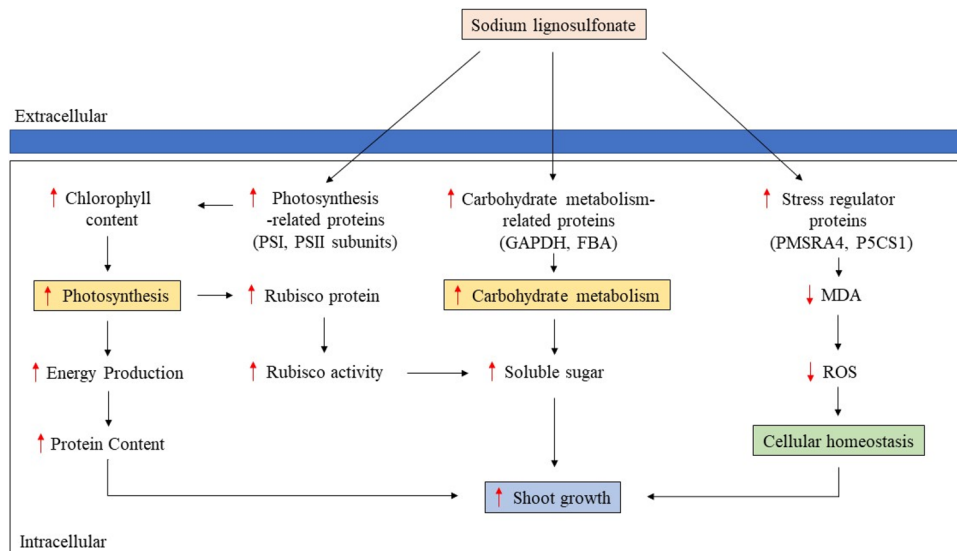 Sodium lignosulfonate
Extracellular
Chlorophyll
content
Photosynthesis
-related proteins
(PSI, PSII subunits)
Carbohydrate metabolism-
related proteins
(GAPDH, FBA)
Stress regulator
proteins
(PMSRA4, P5CS1)
Photosynthesis
Rubisco protein
Carbohydrate metabolism
MDA
Energy Production
Rubisco activity
Soluble sugar
ROS
Protein Content
Cellular homeostasis
Shoot growth
Intracellular